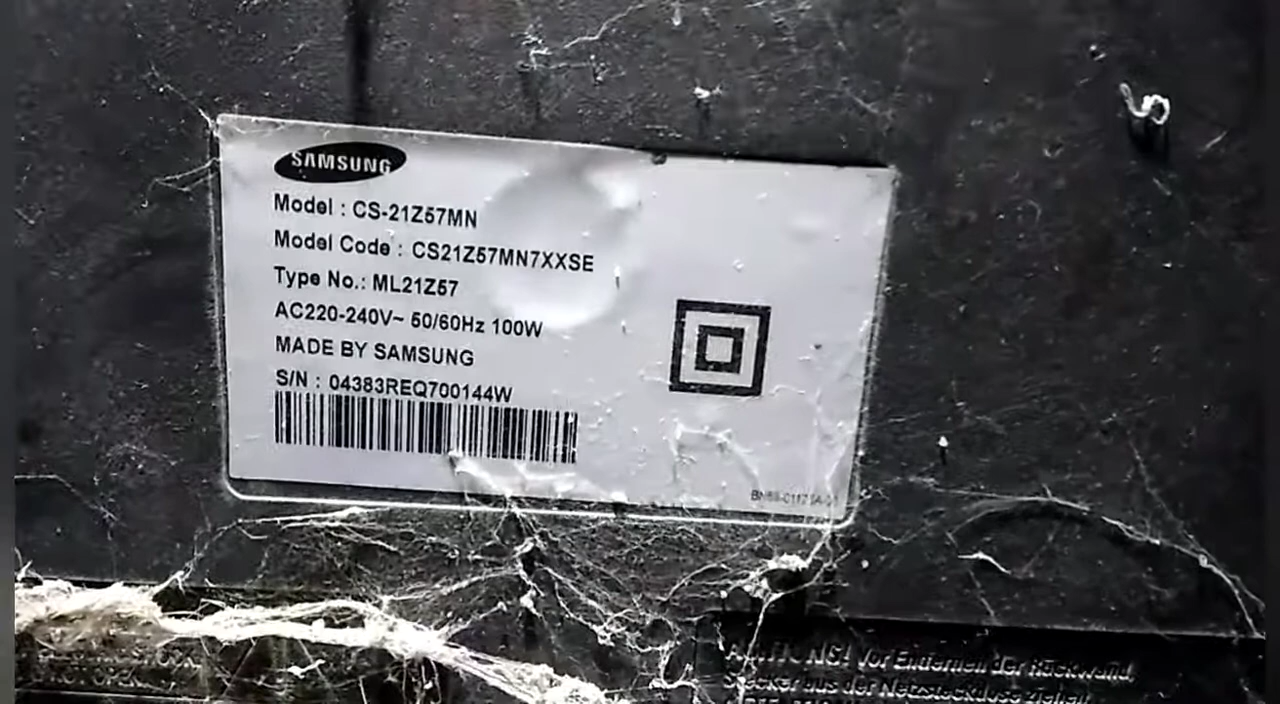 SAMSUNG
Model : CS-21Z57MN
Model Code : CS21Z57MN7XXSE
Type No.: ML21Z57
AC220-240V~ 50/60Hz 100W
MADE BY SAMSUNG
S/N : 04383REQ700144W
Vor Entfernen der Rückwand,
Stecker aus der Netzsteckdose ziehen